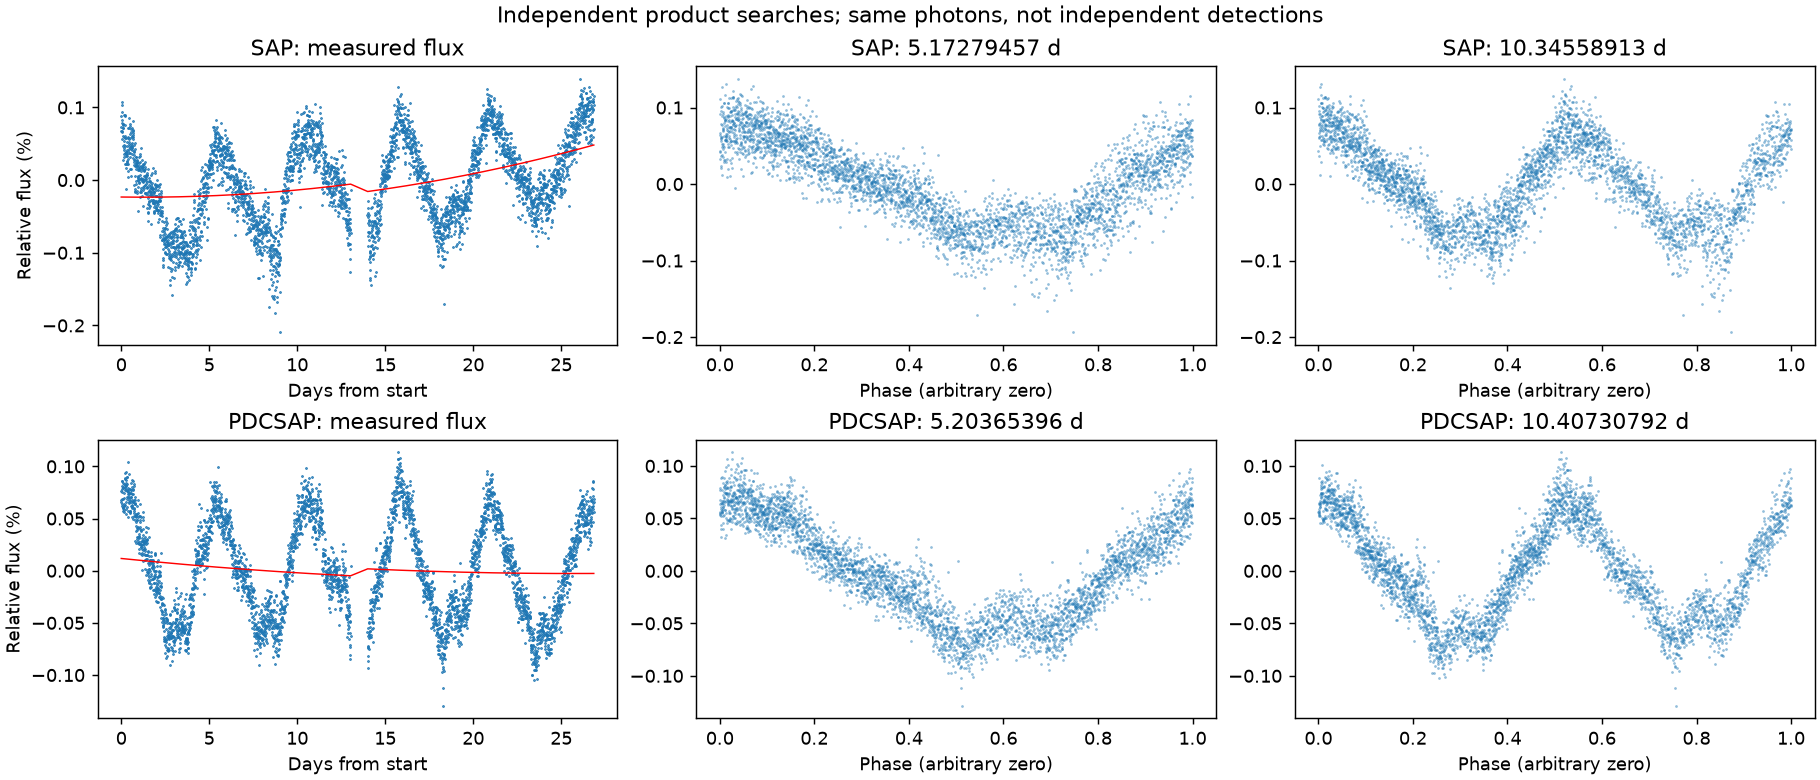 Independent product searches; same photons, not independent detections
SAP: measured flux
SAP: 5.17279457 d
SAP: 10.34558913 d
Relative flux (%)
0.1
0.0
−0.1
−0.2
0 5 10 15 20 25
Days from start
0.1
0.0
−0.1
−0.2
0.0 0.2 0.4 0.6 0.8 1.0
Phase (arbitrary zero)
0.1
0.0
−0.1
−0.2
0.0 0.2 0.4 0.6 0.8 1.0
Phase (arbitrary zero)
PDCSAP: measured flux
PDCSAP: 5.20365396 d
PDCSAP: 10.40730792 d
Relative flux (%)
0.10
0.05
0.00
−0.05
−0.10
0 5 10 15 20 25
Days from start
0.10
0.05
0.00
−0.05
−0.10
0.0 0.2 0.4 0.6 0.8 1.0
Phase (arbitrary zero)
0.10
0.05
0.00
−0.05
−0.10
0.0 0.2 0.4 0.6 0.8 1.0
Phase (arbitrary zero)